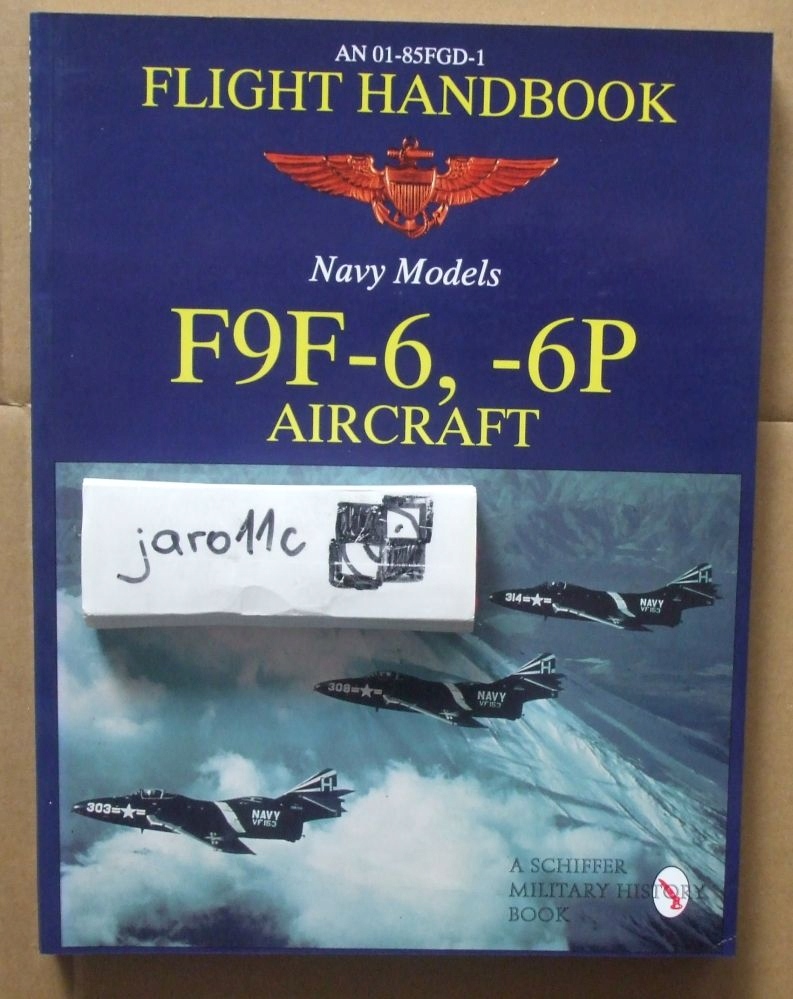 AN 01-85FGD-1
FLIGHT HANDBOOK
Navy Models
F9F-6, -6P
AIRCRAFT
jaro11c
314
NAVY
VF153
H
308
NAVY
VF153
H
303
NAVY
VF153
H
A SCHIFFER
MILITARY HISTORY
BOOK